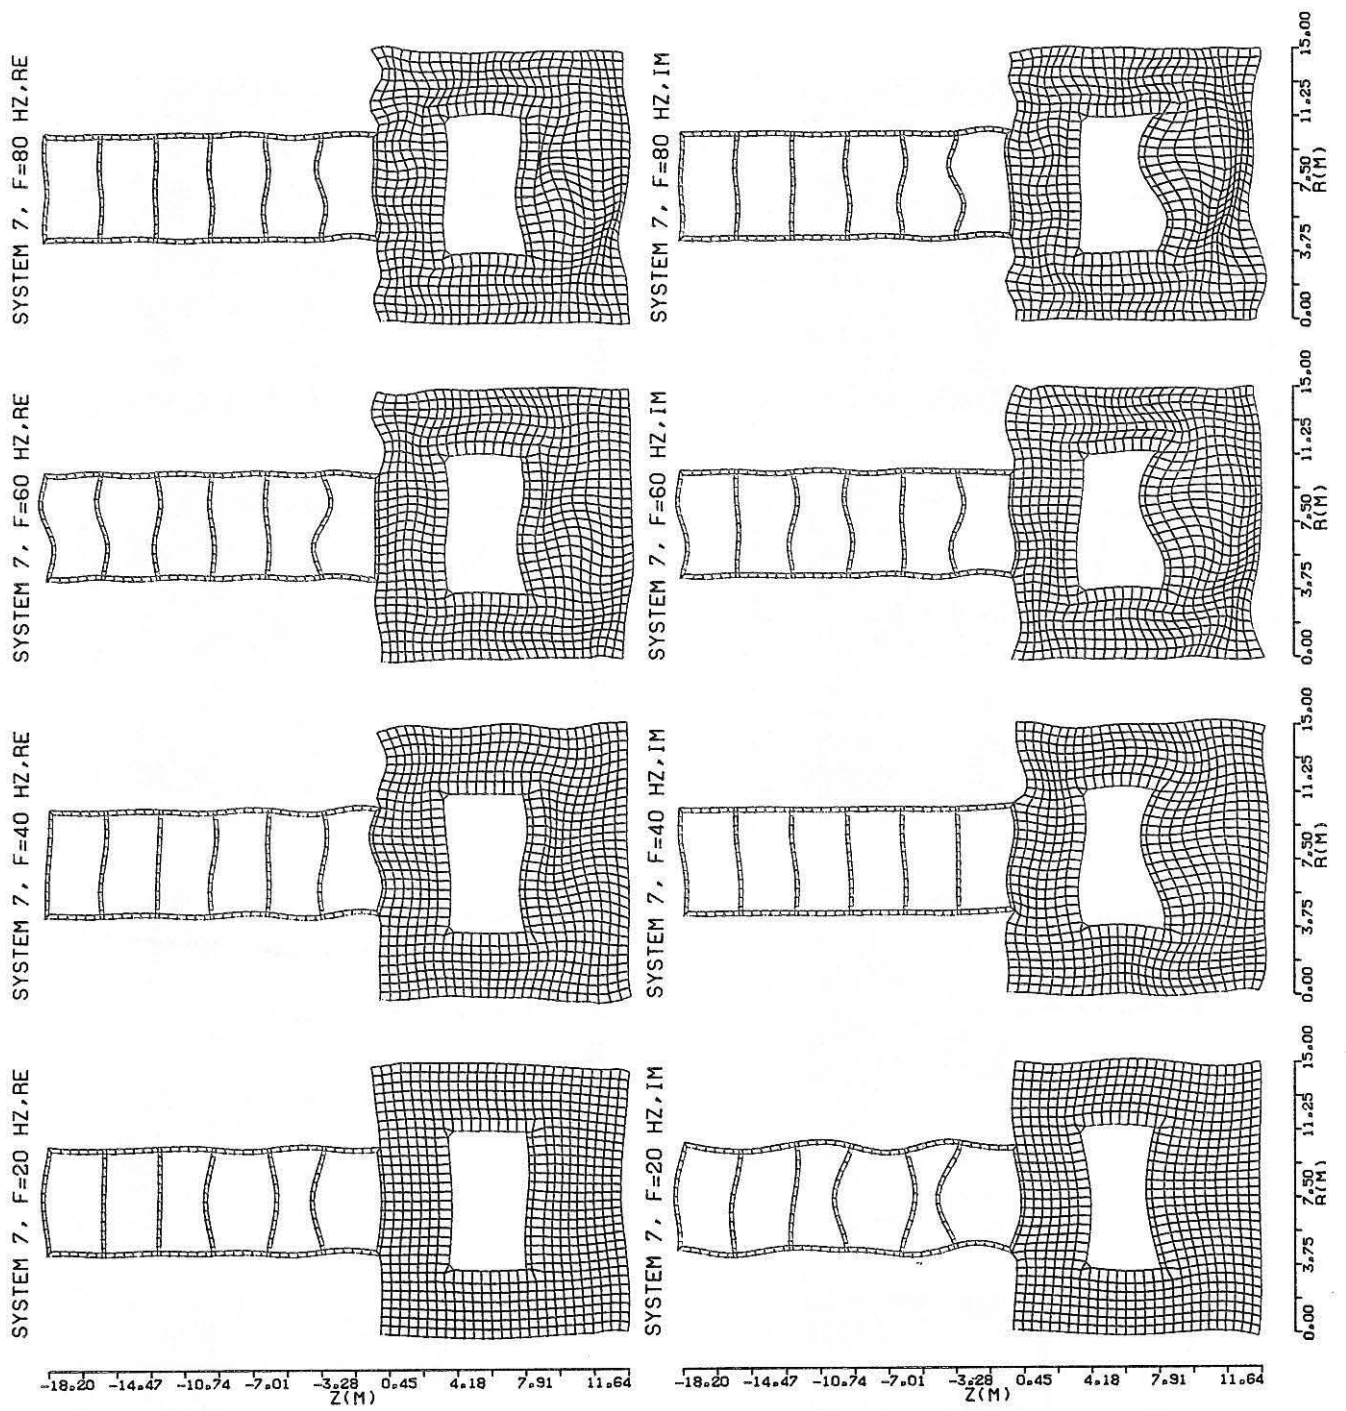 SYSTEM 7, F=80 HZ,RE
SYSTEM 7, F=80 HZ,IM
0.00 3.75 7.50 11.25 15.00
R(M)
SYSTEM 7, F=60 HZ,RE
SYSTEM 7, F=60 HZ,IM
0.00 3.75 7.50 11.25 15.00
R(M)
SYSTEM 7, F=40 HZ,RE
SYSTEM 7, F=40 HZ,IM
0.00 3.75 7.50 11.25 15.00
R(M)
SYSTEM 7, F=20 HZ,RE
SYSTEM 7, F=20 HZ,IM
0.00 3.75 7.50 11.25 15.00
R(M)
-18.20 -14.47 -10.74 -7.01 -3.28 0.45 4.18 7.91 11.64
Z(M)
-18.20 -14.47 -10.74 -7.01 -3.28 0.45 4.18 7.91 11.64
Z(M)